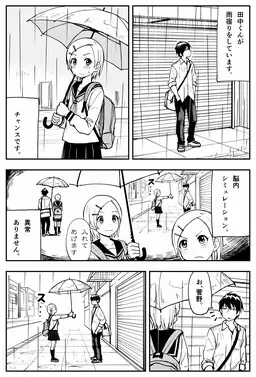 田中くんが
雨宿りをしています。
チャンスです。
脳内
シミュレーション。
入れて
あげます
異常
ありません。
お、菅野。
ス…